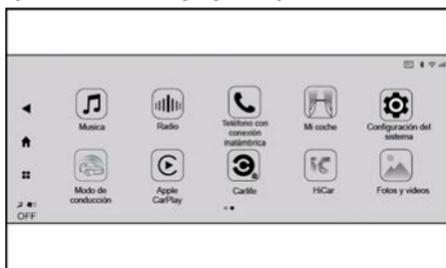 Musica
Radio
Teléfono con
conexión
inalámbrica
Mi coche
Configuración del
sistema
Modo de
conducción
Apple
CarPlay
Carlife
HiCar
Fotos y videos
OFF